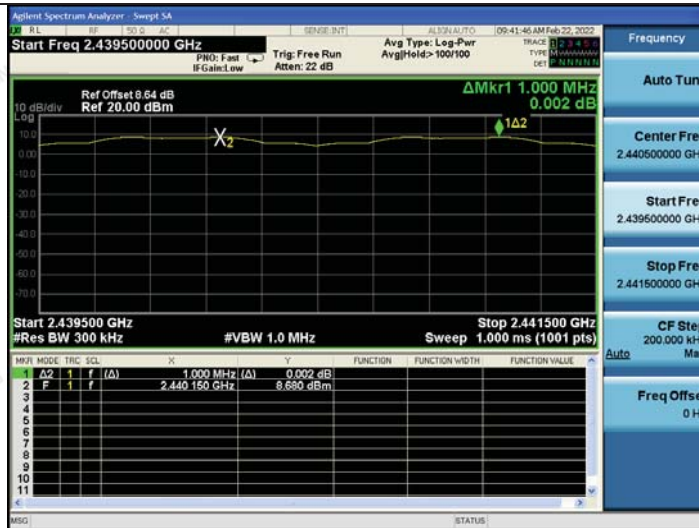 Agilent Spectrum Analyzer - Swept SA
RL RF 50 Ω AC SENSE:INT ALIGN AUTO 09:41:46 AM Feb 22, 2022
Start Freq 2.439500000 GHz
PNO: Fast
IFGain:Low
Trig: Free Run
Atten: 22 dB
Avg Type: Log-Pwr
Avg|Hold:> 100/100
TRACE 1 2 3 4 5 6
TYPE M
DET P N N N N N
Ref Offset 8.64 dB
Ref 20.00 dBm
ΔMkr1 1.000 MHz
0.002 dB
10 dB/div
Log
10.0
0.00
-10.0
-20.0
-30.0
-40.0
-50.0
-60.0
-70.0
X2
1Δ2
Start 2.439500 GHz
Stop 2.441500 GHz
#Res BW 300 kHz #VBW 1.0 MHz Sweep 1.000 ms (1001 pts)
MKR MODE TRC SCL X Y FUNCTION FUNCTION WIDTH FUNCTION VALUE
1 Δ2 1 f (Δ) 1.000 MHz (Δ) 0.002 dB
2 F 1 f 2.440 150 GHz 8.680 dBm
3
4
5
6
7
8
9
10
11
MSG STATUS
Frequency
Auto Tun
Center Fre
2.440500000 GH
Start Fre
2.439500000 GH
Stop Fre
2.441500000 GH
CF Ste
200.000 kH
Auto Ma
Freq Offse
0 H